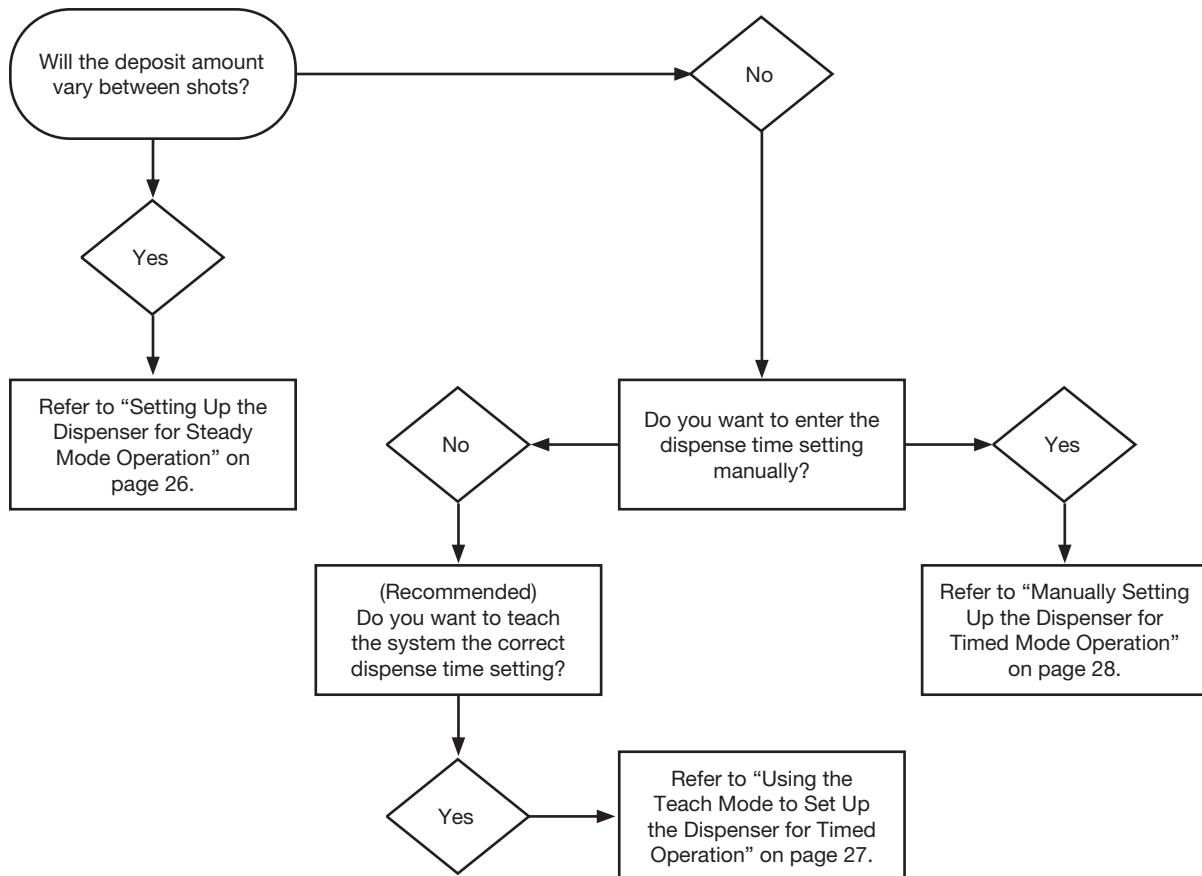 Will the deposit amount
vary between shots?
No
Yes
Refer to “Setting Up the
Dispenser for Steady
Mode Operation” on
page 26.
No
Do you want to enter the
dispense time setting
manually?
Yes
(Recommended)
Do you want to teach
the system the correct
dispense time setting?
Refer to “Manually Setting
Up the Dispenser for
Timed Mode Operation”
on page 28.
Yes
Refer to “Using the
Teach Mode to Set Up
the Dispenser for Timed
Operation” on page 27.